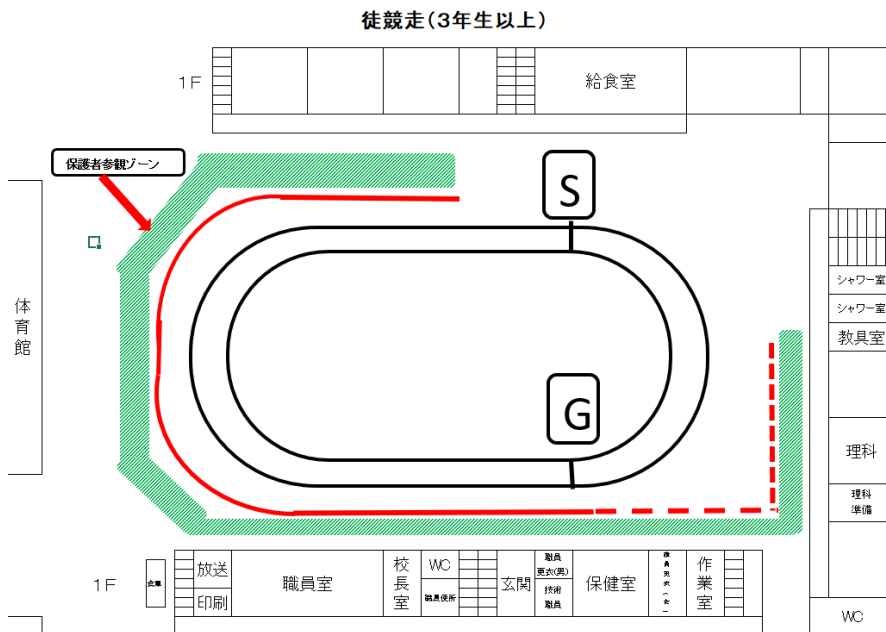 徒競走(3年生以上)
1F
給食室
保護者参観ゾーン
S
シャワー室
シャワー室
教具室
体育館
G
理科
理科
準備
1F
放送
印刷
職員室
校長室
WC
職員便所
玄関
職員
更衣(男)
技術
職員
保健室
作業室
WC